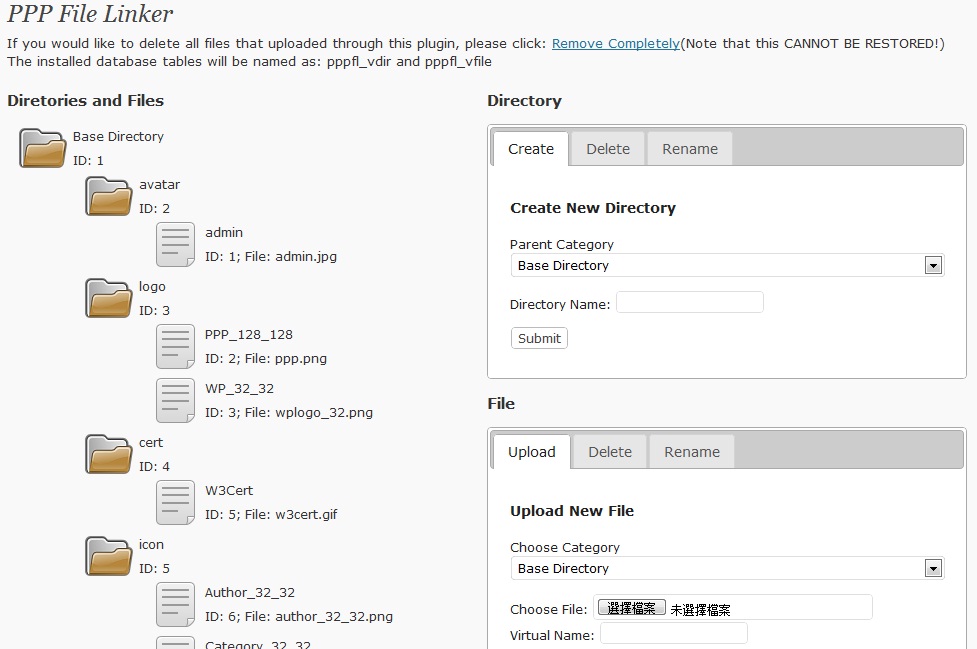 PPP File Linker
If you would like to delete all files that uploaded through this plugin, please click: Remove Completely(Note that this CANNOT BE RESTORED!)
The installed database tables will be named as: pppfl_vdir and pppfl_vfile
Diretories and Files
Base Directory
ID: 1
avatar
ID: 2
admin
ID: 1; File: admin.jpg
logo
ID: 3
PPP_128_128
ID: 2; File: ppp.png
WP_32_32
ID: 3; File: wplogo_32.png
cert
ID: 4
W3Cert
ID: 5; File: w3cert.gif
icon
ID: 5
Author_32_32
ID: 6; File: author_32_32.png
Category_32_32
Directory
Create Delete Rename
Create New Directory
Parent Category
Base Directory
Directory Name:
Submit
File
Upload Delete Rename
Upload New File
Choose Category
Base Directory
Choose File: 選擇檔案 未選擇檔案
Virtual Name: